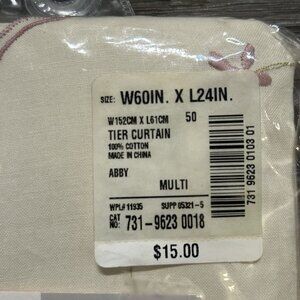 SIZE: W60IN. X L24IN.
W152CM X L61CM 50
TIER CURTAIN
100% COTTON
MADE IN CHINA
ABBY
MULTI
WPL# 11935 SUPP 05321-5
CAT NO: 731-9623 0018
$15.00
731 9623 0103 01